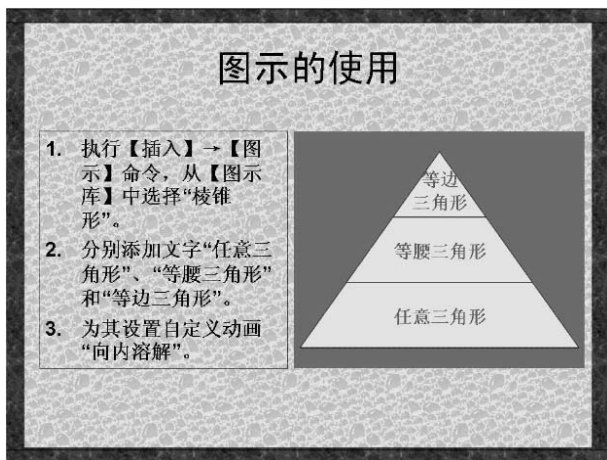 图示的使用
1. 执行【插入】→【图
示】命令，从【图示
库】中选择“棱锥
形”。
2. 分别添加文字“任意三
角形”、“等腰三角形”
和“等边三角形”。
3. 为其设置自定义动画
“向内溶解”。
等边
三角形
等腰三角形
任意三角形